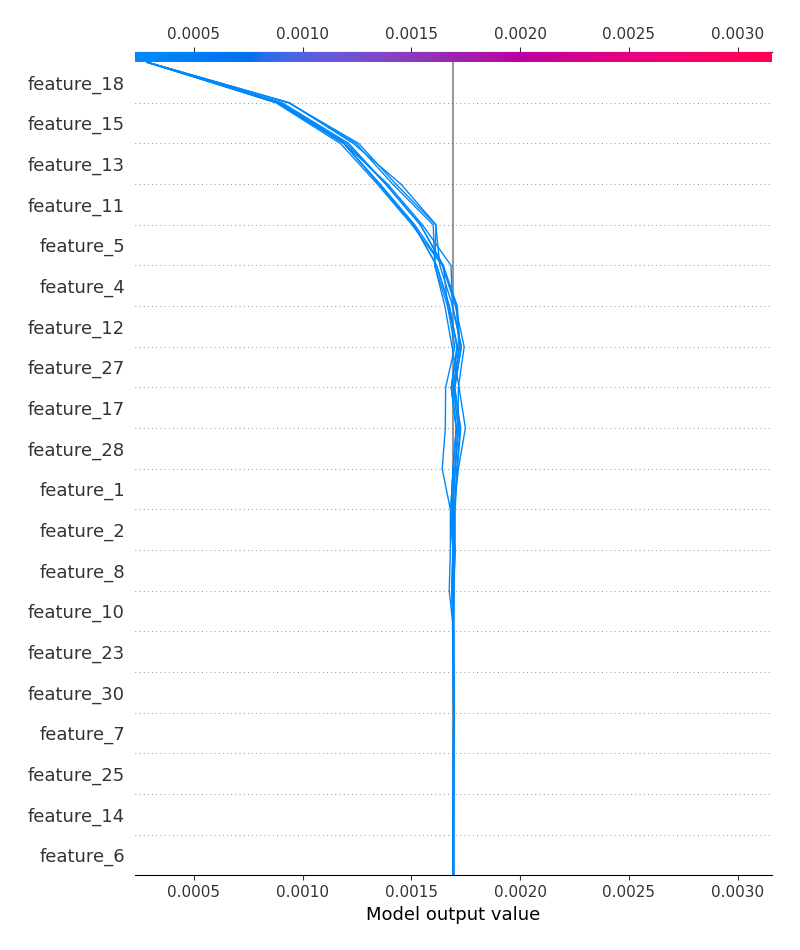 0.0005 0.0010 0.0015 0.0020 0.0025 0.0030
feature_18
feature_15
feature_13
feature_11
feature_5
feature_4
feature_12
feature_27
feature_17
feature_28
feature_1
feature_2
feature_8
feature_10
feature_23
feature_30
feature_7
feature_25
feature_14
feature_6
0.0005 0.0010 0.0015 0.0020 0.0025 0.0030
Model output value